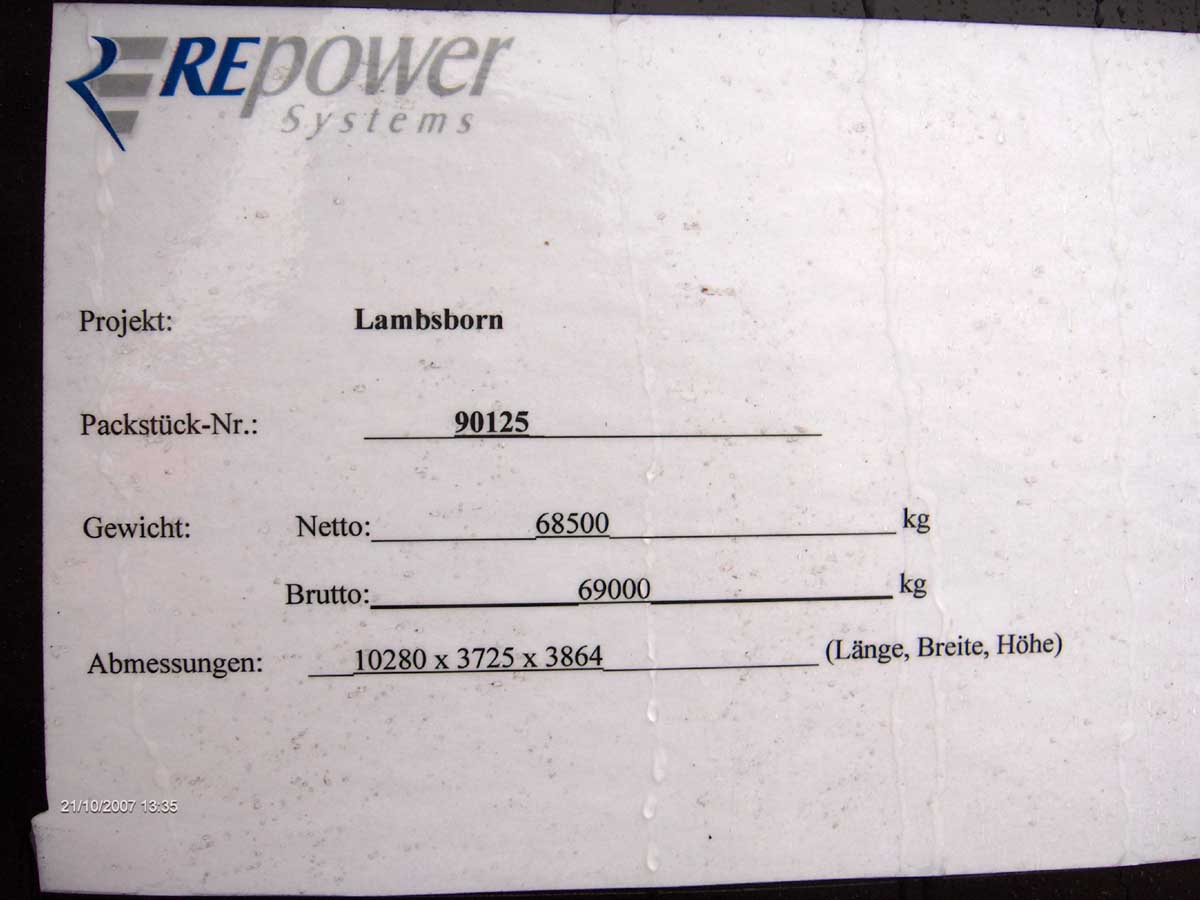 REpower
Systems
Projekt: Lambsborn
Packstück-Nr.: 90125
Gewicht: Netto: 68500 kg
Brutto: 69000 kg
Abmessungen: 10280 x 3725 x 3864 (Länge, Breite, Höhe)
21/10/2007 13:35